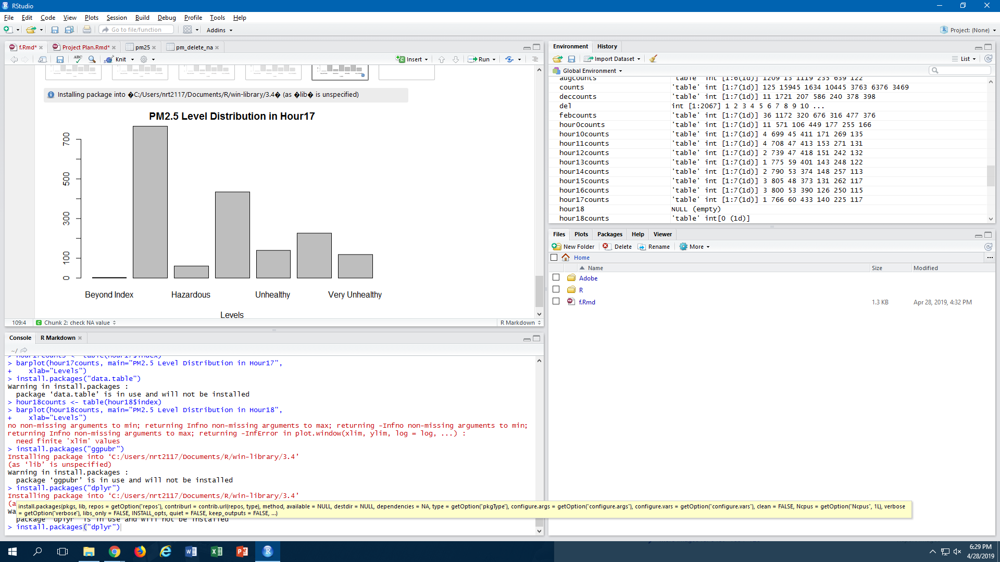 RStudio
File Edit Code View Plots Session Build Debug Profile Tools Help
Go to file/function Addins Project: (None)
f.Rmd* Project Plan.Rmd* pm25 pm_delete_na
ABC Knit Insert Run
Installing package into �C:/Users/nrt2117/Documents/R/win-library/3.4� (as �lib� is unspecified)
PM2.5 Level Distribution in Hour17
700
500
300
100
0
Beyond Index Hazardous Unhealthy Very Unhealthy
Levels
109:4 Chunk 2: check NA value R Markdown
Console R Markdown
~/
> hour17counts <- table(hour17$index)
> barplot(hour17counts, main="PM2.5 Level Distribution in Hour17",
+     xlab="Levels")
> install.packages("data.table")
Warning in install.packages :
  package ‘data.table’ is in use and will not be installed
> hour18counts <- table(hour18$index)
> barplot(hour18counts, main="PM2.5 Level Distribution in Hour18",
+     xlab="Levels")
no non-missing arguments to min; returning Infno non-missing arguments to max; returning -Infno non-missing arguments to min;
returning Infno non-missing arguments to max; returning -InfError in plot.window(xlim, ylim, log = log, ...) :
  need finite 'xlim' values
> install.packages("ggpubr")
Installing package into ‘C:/Users/nrt2117/Documents/R/win-library/3.4’
(as ‘lib’ is unspecified)
Warning in install.packages :
  package ‘ggpubr’ is in use and will not be installed
> install.packages("dplyr")
Installing package into ‘C:/Users/nrt2117/Documents/R/win-library/3.4’
(a
install.packages(pkgs, lib, repos = getOption("repos"), contriburl = contrib.url(repos, type), method, available = NULL, destdir = NULL, dependencies = NA, type = getOption("pkgType"), configure.args = getOption("configure.args"), configure.vars = getOption("configure.vars"), clean = FALSE, Ncpus = getOption("Ncpus", 1L), verbose
= getOption("verbose"), libs_only = FALSE, INSTALL_opts, quiet = FALSE, keep_outputs = FALSE, ...)
Wa
  package ‘dplyr’ is in use and will not be installed
> install.packages("dplyr")
Environment History
Import Dataset List
Global Environment
augcounts 'table' int [1:6(1d)] 1209 13 1119 235 639 122
counts 'table' int [1:7(1d)] 125 15945 1634 10445 3763 6376 3469
deccounts 'table' int [1:7(1d)] 11 1721 207 586 240 378 398
del int [1:2067] 1 2 3 4 5 6 7 8 9 10 ...
febcounts 'table' int [1:7(1d)] 36 1172 320 676 316 477 376
hour0counts 'table' int [1:7(1d)] 11 571 106 449 177 255 166
hour10counts 'table' int [1:7(1d)] 4 699 45 411 171 269 135
hour11counts 'table' int [1:7(1d)] 4 708 47 413 153 271 131
hour12counts 'table' int [1:7(1d)] 2 739 47 418 151 242 132
hour13counts 'table' int [1:7(1d)] 1 775 59 401 143 248 122
hour14counts 'table' int [1:7(1d)] 2 790 53 374 148 257 113
hour15counts 'table' int [1:7(1d)] 3 805 48 373 131 262 117
hour16counts 'table' int [1:7(1d)] 3 800 53 390 126 250 115
hour17counts 'table' int [1:7(1d)] 1 766 60 433 140 225 117
hour18 NULL (empty)
hour18counts 'table' int[0 (1d)]
Files Plots Packages Help Viewer
New Folder Delete Rename More
Home ...
Name Size Modified
Adobe
R
f.Rmd 1.3 KB Apr 28, 2019, 4:32 PM
6:29 PM
4/28/2019